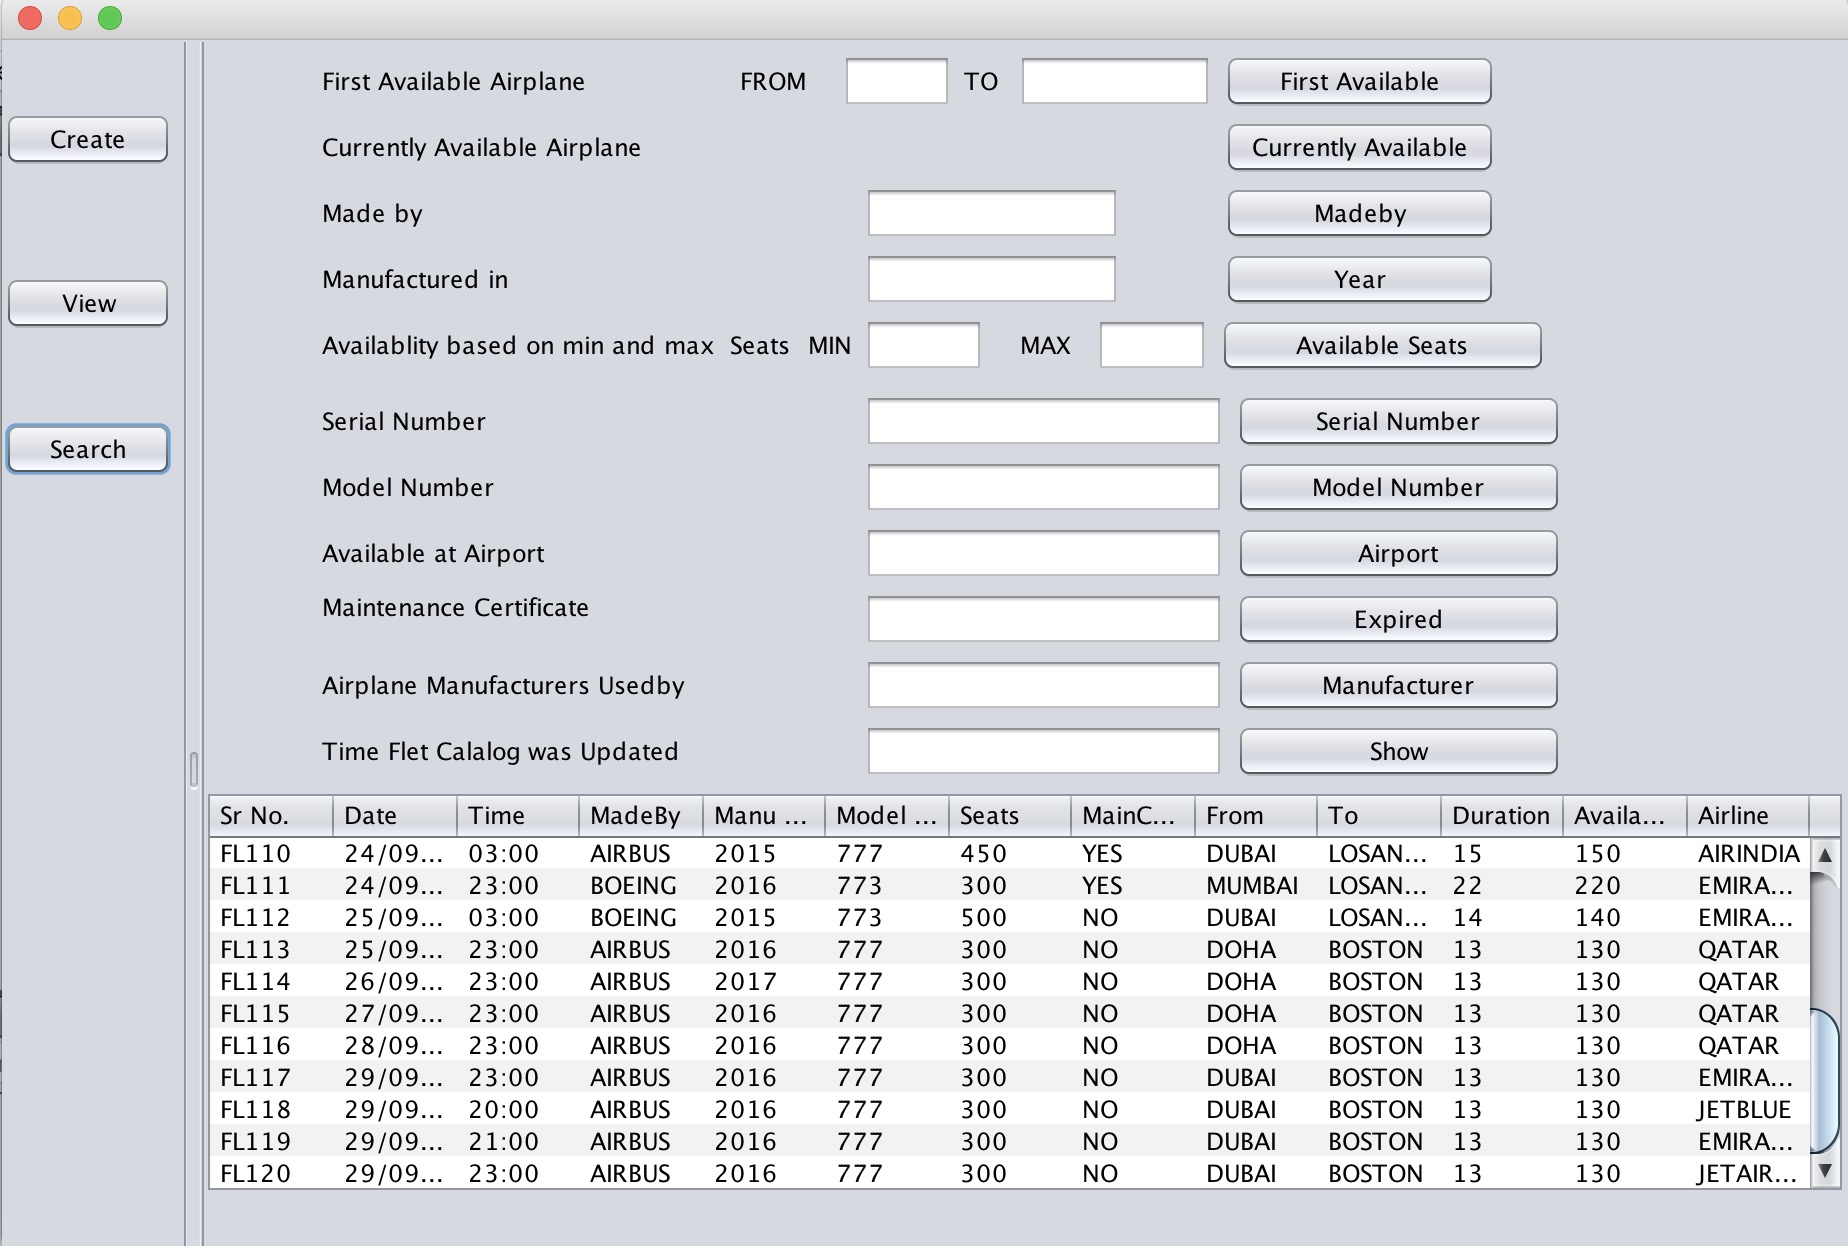 First Available Airplane FROM TO First Available
Create
Currently Available Airplane Currently Available
Made by Madeby
Manufactured in Year
View
Availablity based on min and max Seats MIN MAX Available Seats
Serial Number Serial Number
Search
Model Number Model Number
Available at Airport Airport
Maintenance Certificate Expired
Airplane Manufacturers Usedby Manufacturer
Time Flet Calalog was Updated Show
Sr No. Date Time MadeBy Manu ... Model ... Seats MainC... From To Duration Availa... Airline
FL110 24/09... 03:00 AIRBUS 2015 777 450 YES DUBAI LOSAN... 15 150 AIRINDIA
FL111 24/09... 23:00 BOEING 2016 773 300 YES MUMBAI LOSAN... 22 220 EMIRA...
FL112 25/09... 03:00 BOEING 2015 773 500 NO DUBAI LOSAN... 14 140 EMIRA...
FL113 25/09... 23:00 AIRBUS 2016 777 300 NO DOHA BOSTON 13 130 QATAR
FL114 26/09... 23:00 AIRBUS 2017 777 300 NO DOHA BOSTON 13 130 QATAR
FL115 27/09... 23:00 AIRBUS 2016 777 300 NO DOHA BOSTON 13 130 QATAR
FL116 28/09... 23:00 AIRBUS 2016 777 300 NO DOHA BOSTON 13 130 QATAR
FL117 29/09... 23:00 AIRBUS 2016 777 300 NO DUBAI BOSTON 13 130 EMIRA...
FL118 29/09... 20:00 AIRBUS 2016 777 300 NO DUBAI BOSTON 13 130 JETBLUE
FL119 29/09... 21:00 AIRBUS 2016 777 300 NO DUBAI BOSTON 13 130 EMIRA...
FL120 29/09... 23:00 AIRBUS 2016 777 300 NO DUBAI BOSTON 13 130 JETAIR...